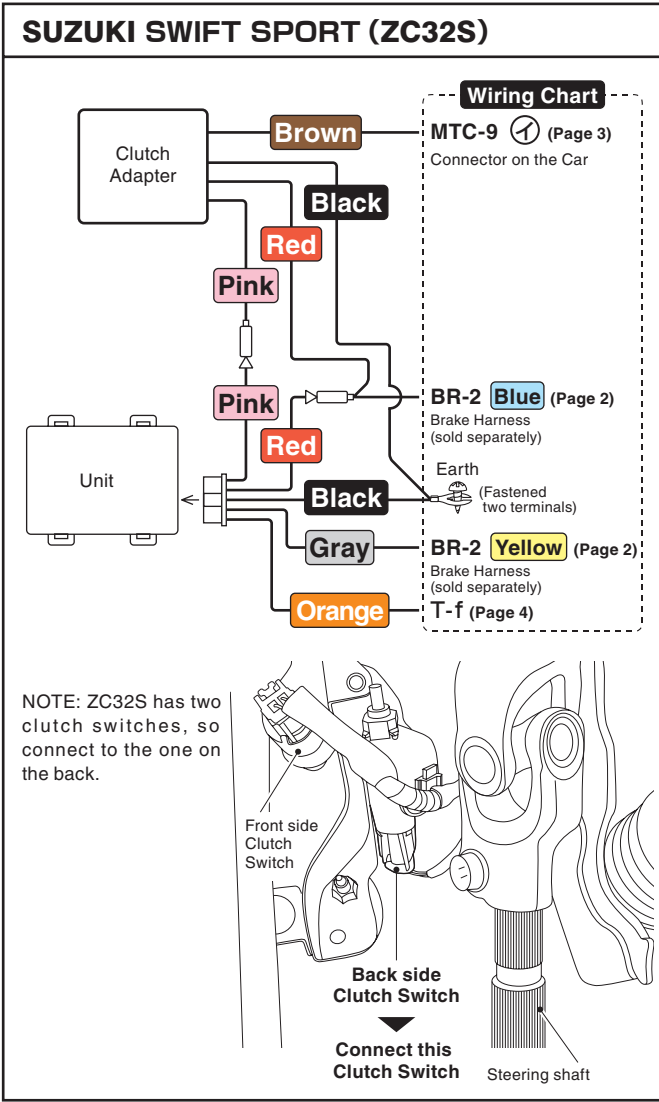 SUZUKI SWIFT SPORT (ZC32S)
Wiring Chart
Clutch
Adapter
Brown
MTC-9 イ (Page 3)
Connector on the Car
Black
Red
Pink
Pink
BR-2 Blue (Page 2)
Brake Harness
(sold separately)
Red
Unit
Earth
(Fastened
two terminals)
Black
Gray
BR-2 Yellow (Page 2)
Brake Harness
(sold separately)
Orange
T-f (Page 4)
NOTE: ZC32S has two
clutch switches, so
connect to the one on
the back.
Front side
Clutch
Switch
Back side
Clutch Switch
Connect this
Clutch Switch
Steering shaft